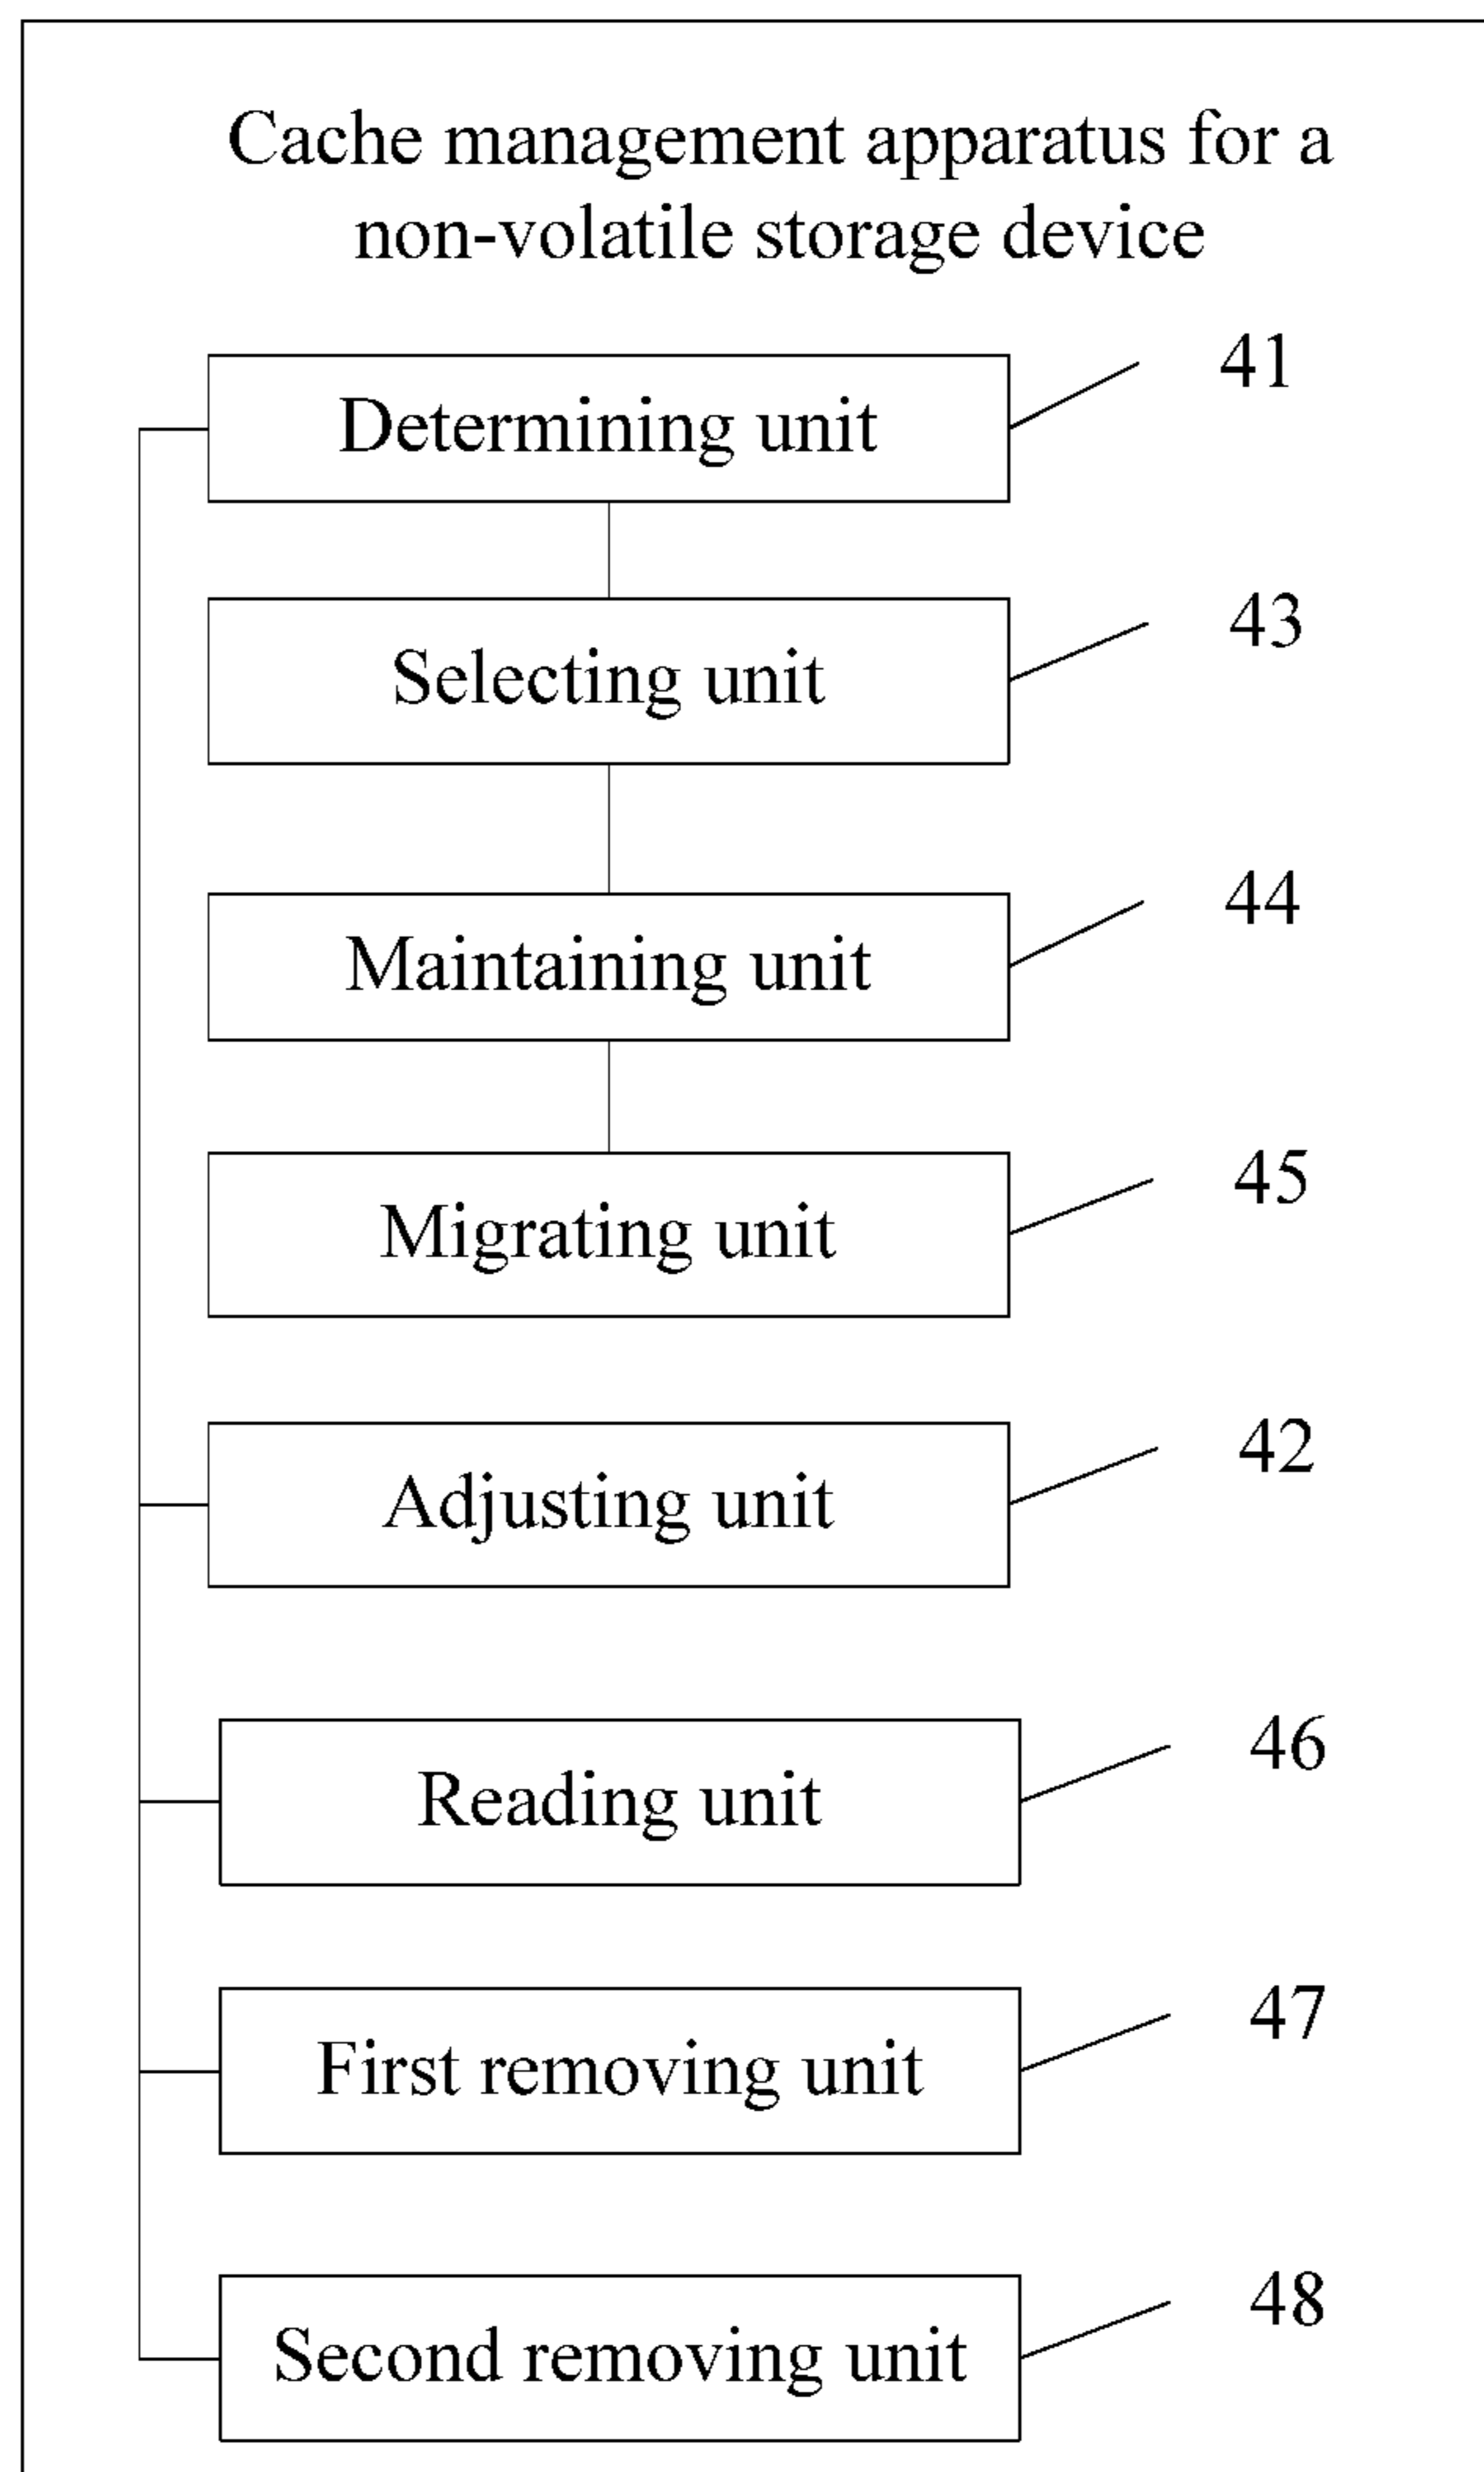 Cache management apparatus for a
non-volatile storage device
Determining unit
41
Selecting unit
43
Maintaining unit
44
Migrating unit
45
Adjusting unit
42
Reading unit
46
First removing unit
47
Second removing unit
48